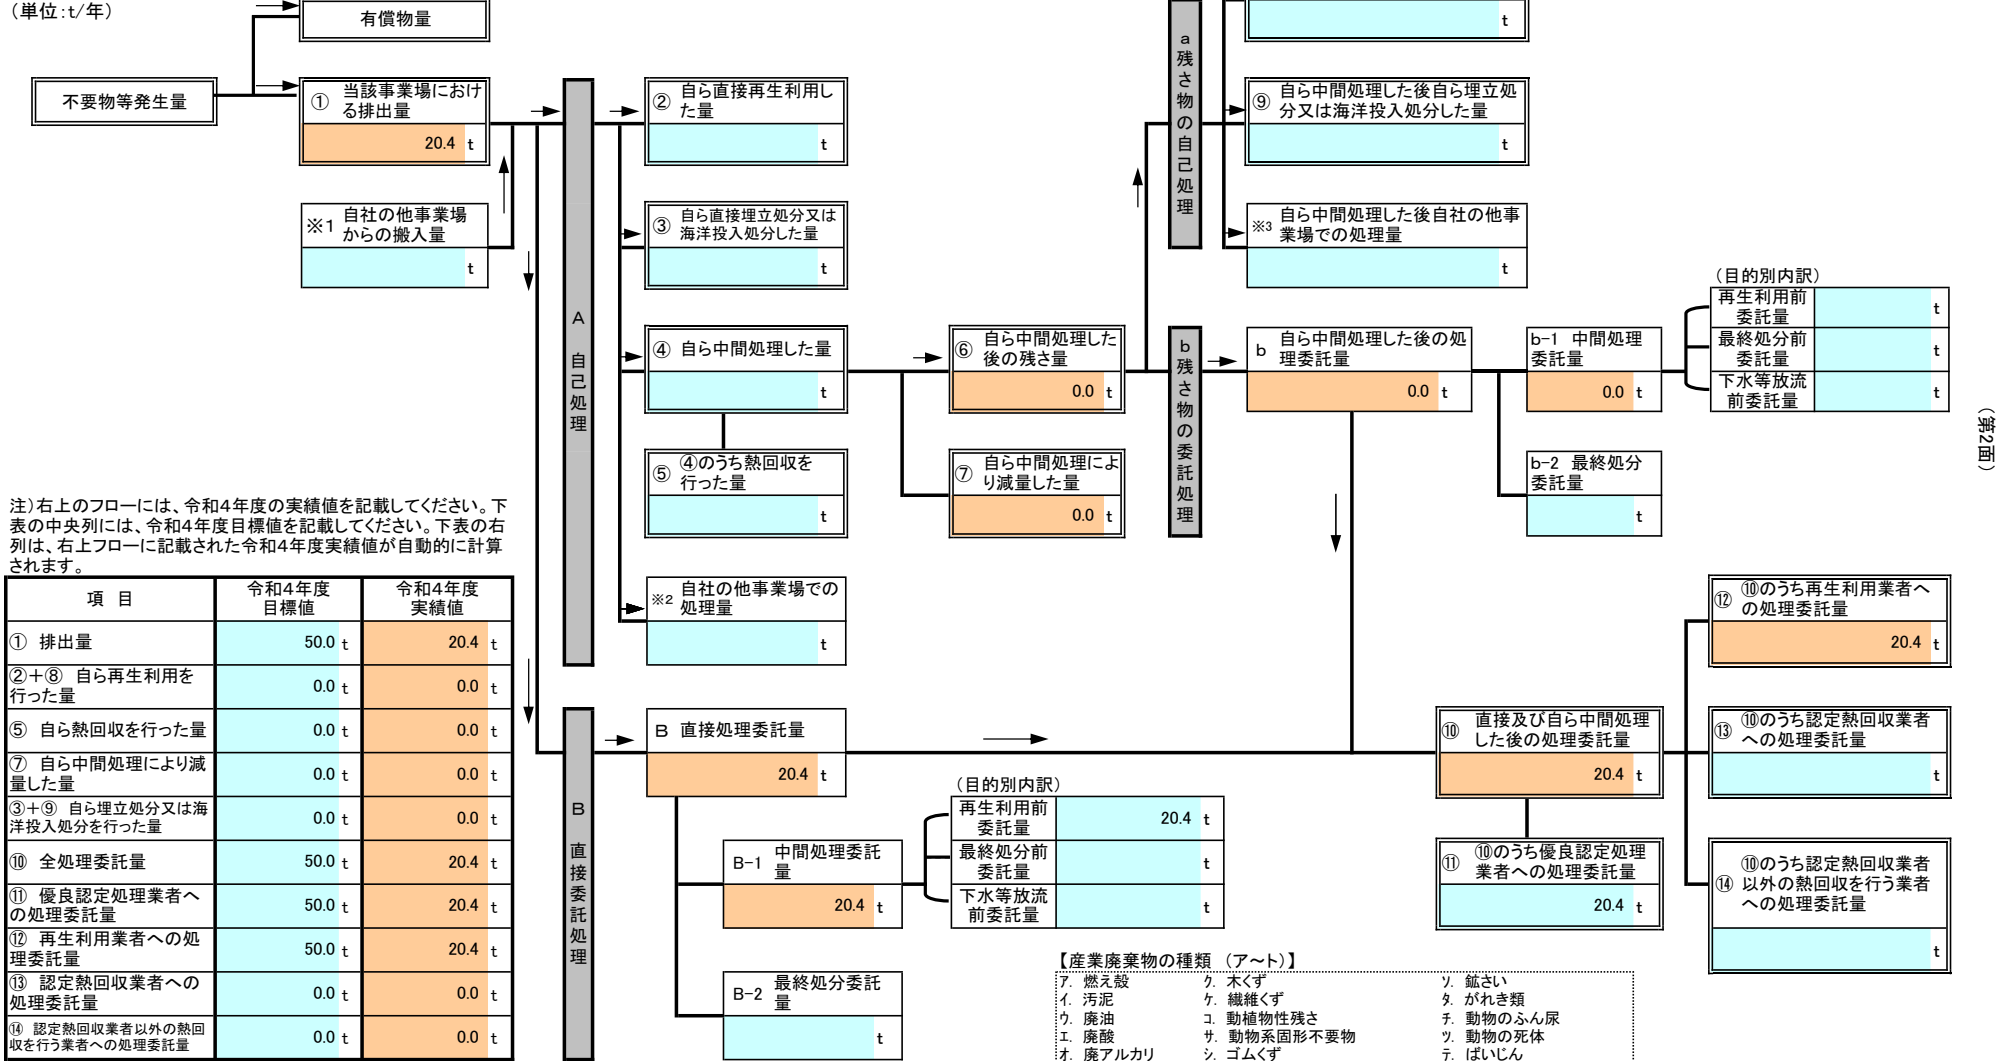 （単位：t/年）
有償物量
不要物等発生量
① 当該事業場におけ
る排出量
20.4 t
※1 自社の他事業場
からの搬入量
t
A 自己処理
② 自ら直接再生利用し
た量
t
③ 自ら直接埋立処分又は
海洋投入処分した量
t
④ 自ら中間処理した量
t
⑤ ④のうち熱回収を
行った量
t
※2 自社の他事業場での
処理量
t
⑥ 自ら中間処理した
後の残さ量
0.0 t
⑦ 自ら中間処理によ
り減量した量
0.0 t
a 残さ物の自己処理
t
⑨ 自ら中間処理した後自ら埋立処
分又は海洋投入処分した量
t
※3 自ら中間処理した後自社の他事
業場での処理量
t
b 残さ物の委託処理
b 自ら中間処理した後の処
理委託量
0.0 t
b-1 中間処理
委託量
0.0 t
（目的別内訳）
再生利用前
委託量
t
最終処分前
委託量
t
下水等放流
前委託量
t
b-2 最終処分
委託量
t
（第2面）
注）右上のフローには、令和4年度の実績値を記載してください。下
表の中央列には、令和4年度目標値を記載してください。下表の右
列は、右上フローに記載された令和4年度実績値が自動的に計算
されます。
項 目 令和4年度 令和4年度
目標値 実績値
① 排出量 50.0 t 20.4 t
②＋⑧ 自ら再生利用を
行った量 0.0 t 0.0 t
⑤ 自ら熱回収を行った量 0.0 t 0.0 t
⑦ 自ら中間処理により減
量した量 0.0 t 0.0 t
③＋⑨ 自ら埋立処分又は海
洋投入処分を行った量 0.0 t 0.0 t
⑩ 全処理委託量 50.0 t 20.4 t
⑪ 優良認定処理業者へ
の処理委託量 50.0 t 20.4 t
⑫ 再生利用業者への処
理委託量 50.0 t 20.4 t
⑬ 認定熱回収業者への
処理委託量 0.0 t 0.0 t
⑭ 認定熱回収業者以外の熱回
収を行う業者への処理委託量 0.0 t 0.0 t
B 直接委託処理
B 直接処理委託量
20.4 t
B-1 中間処理委託
量
20.4 t
（目的別内訳）
再生利用前
委託量
20.4 t
最終処分前
委託量
t
下水等放流
前委託量
t
B-2 最終処分委託
量
t
⑩ 直接及び自ら中間処理
した後の処理委託量
20.4 t
⑪ ⑩のうち優良認定処理
業者への処理委託量
20.4 t
⑫ ⑩のうち再生利用業者へ
の処理委託量
20.4 t
⑬ ⑩のうち認定熱回収業者
への処理委託量
t
⑭ ⑩のうち認定熱回収業者
以外の熱回収を行う業者
への処理委託量
t
【産業廃棄物の種類 （ア～ト）】
ア. 燃え殻 ク. 木くず ソ. 鉱さい
イ. 汚泥 ケ. 繊維くず タ. がれき類
ウ. 廃油 コ. 動植物性残さ チ. 動物のふん尿
エ. 廃酸 サ. 動物系固形不要物 ツ. 動物の死体
オ. 廃アルカリ シ. ゴムくず テ. ばいじん